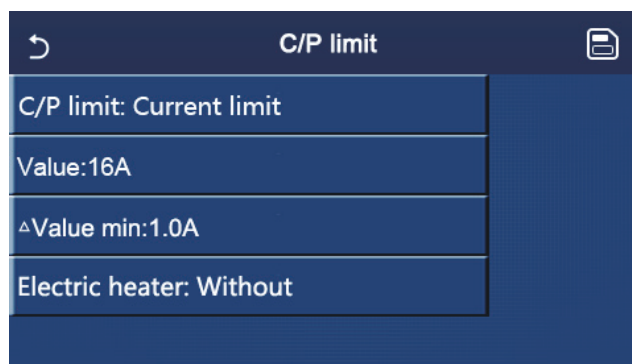 C/P limit
C/P limit: Current limit
Value:16A
△Value min:1.0A
Electric heater: Without